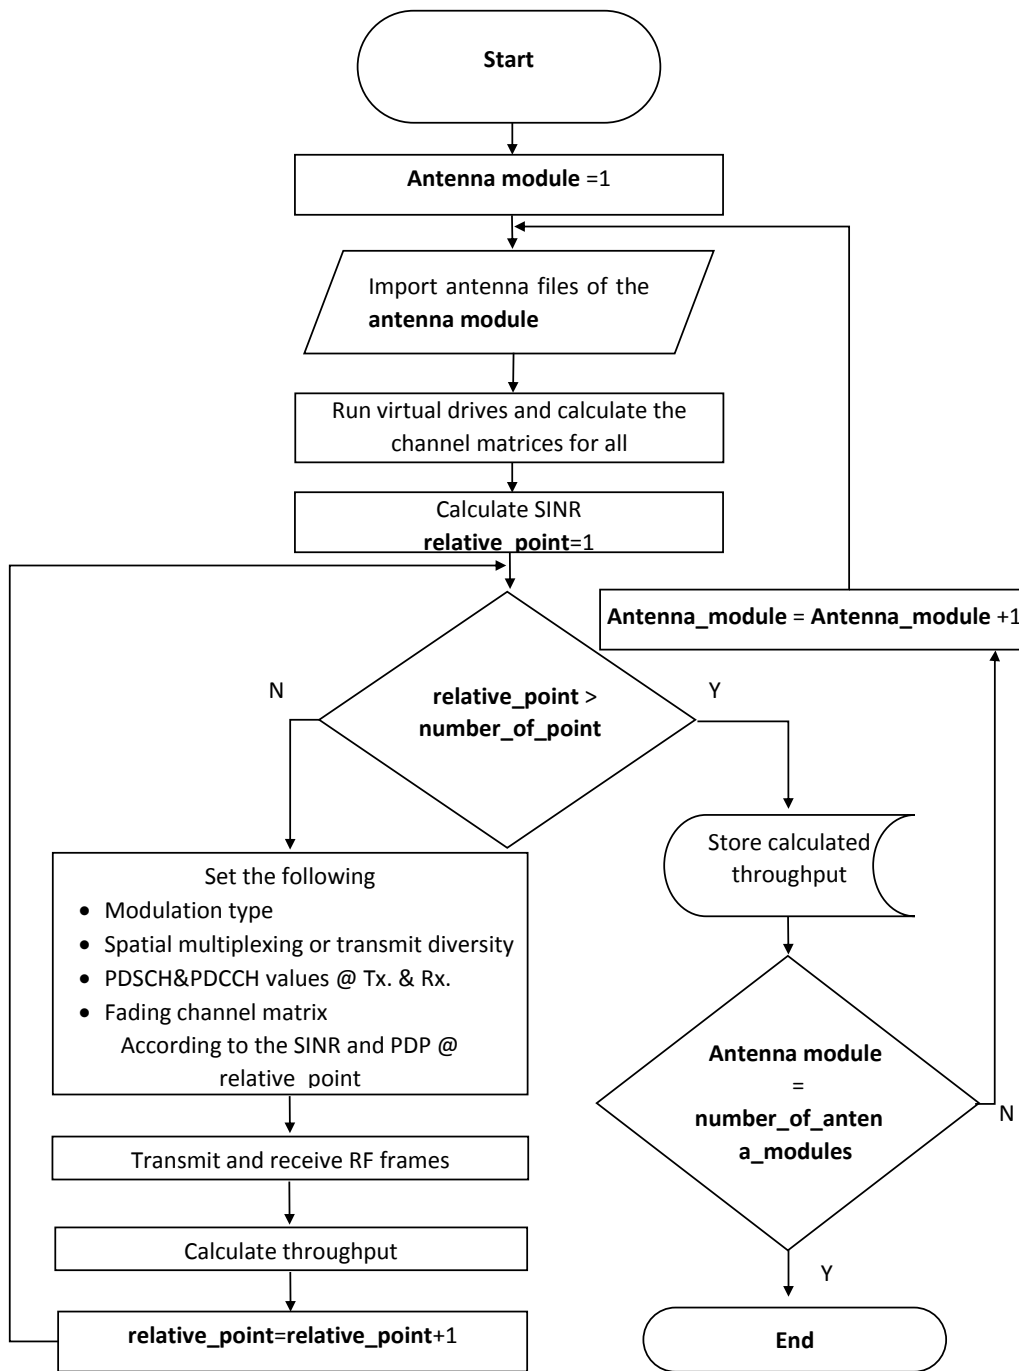 Start
Antenna module =1
Import antenna files of the
antenna module
Run virtual drives and calculate the
channel matrices for all
Calculate SINR
relative_point=1
Antenna_module = Antenna_module +1
N
relative_point >
number_of_point
Y
Set the following
• Modulation type
• Spatial multiplexing or transmit diversity
• PDSCH&PDCCH values @ Tx. & Rx.
• Fading channel matrix
According to the SINR and PDP @
relative_point
Transmit and receive RF frames
Calculate throughput
relative_point=relative_point+1
Store calculated
throughput
Antenna module
=
number_of_anten
a_modules
N
Y
End